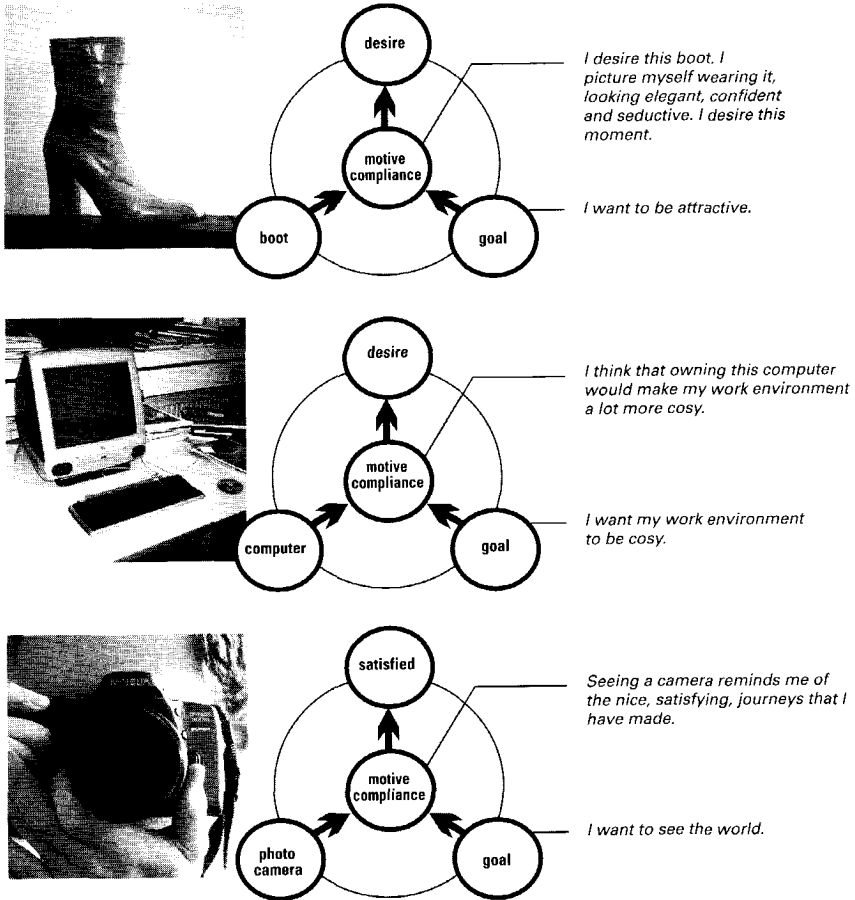 desire
motive
compliance
boot
goal
I desire this boot. I
picture myself wearing it,
looking elegant, confident
and seductive. I desire this
moment.
I want to be attractive.
desire
motive
compliance
computer
goal
I think that owning this computer
would make my work environment
a lot more cosy.
I want my work environment
to be cosy.
satisfied
motive
compliance
photo
camera
goal
Seeing a camera reminds me of
the nice, satisfying, journeys that I
have made.
I want to see the world.